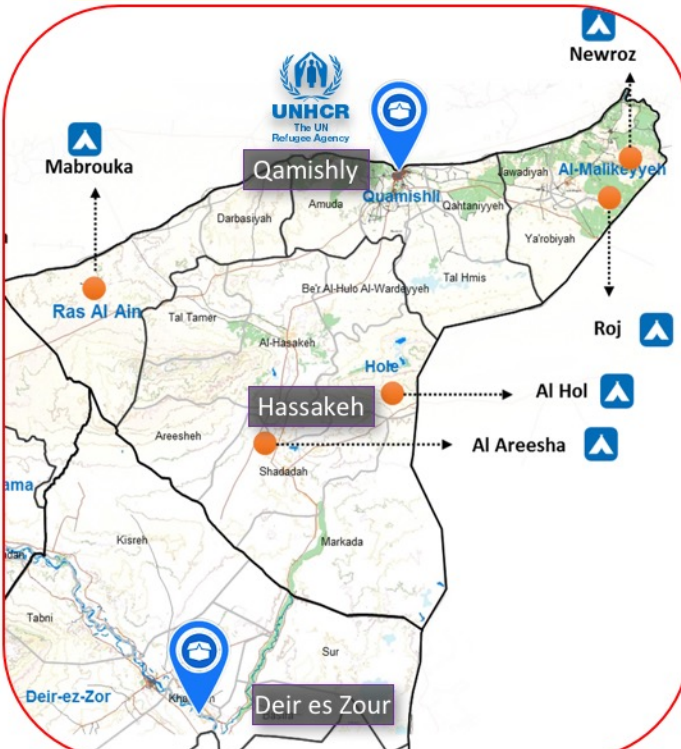 Newroz
UNHCR
The UN
Refugee Agency
Mabrouka
Qamishly
Al-Malikeyyeh
Jawadiyah
Quamishli
Amuda
Qahtaniyyeh
Darbasiyah
Ya'robiyah
Be'r Al-Hulo Al-Wardeyyeh
Tal Hmis
Ras Al Ain
Tal Tamer
Roj
Al-Hasakeh
Hole
Al Hol
Hassakeh
Areesheh
Al Areesha
Shadadah
Kisreh
Markada
Tabni
Sur
Deir-ez-Zor
Deir es Zour